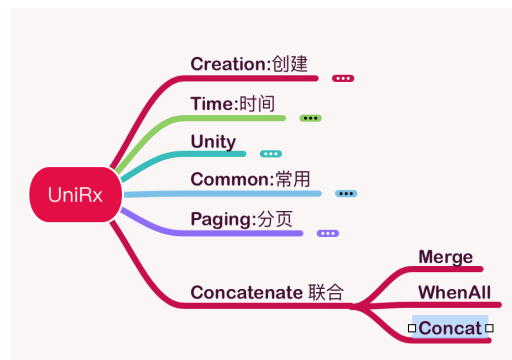 Creation:创建
Time:时间
Unity
UniRx
Common:常用
Paging:分页
Concatenate 联合
Merge
WhenAll
Concat